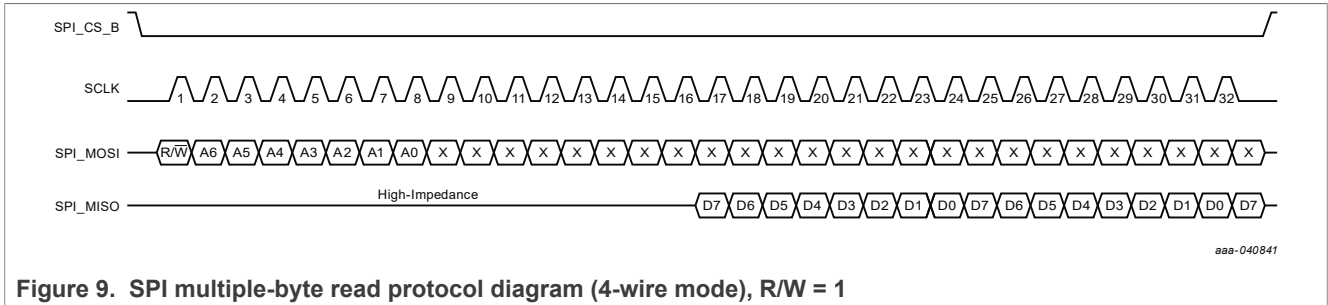 SPI_CS_B
SCLK 1 2 3 4 5 6 7 8 9 10 11 12 13 14 15 16 17 18 19 20 21 22 23 24 25 26 27 28 29 30 31 32
SPI_MOSI R/W̅ A6 A5 A4 A3 A2 A1 A0 X X X X X X X X X X X X X X X X X X X X X X X X X
SPI_MISO High-Impedance D7 D6 D5 D4 D3 D2 D1 D0 D7 D6 D5 D4 D3 D2 D1 D0 D7
aaa-040841
Figure 9. SPI multiple-byte read protocol diagram (4-wire mode), R/W = 1